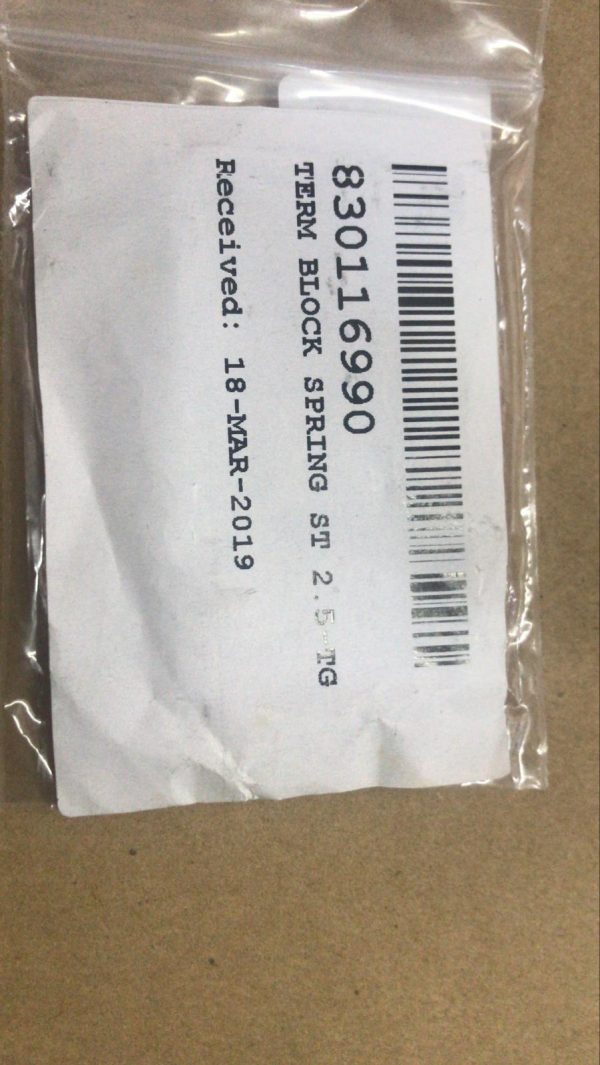 830116990
TERM BLOCK SPRING ST 2.5-TG
Received: 18-MAR-2019